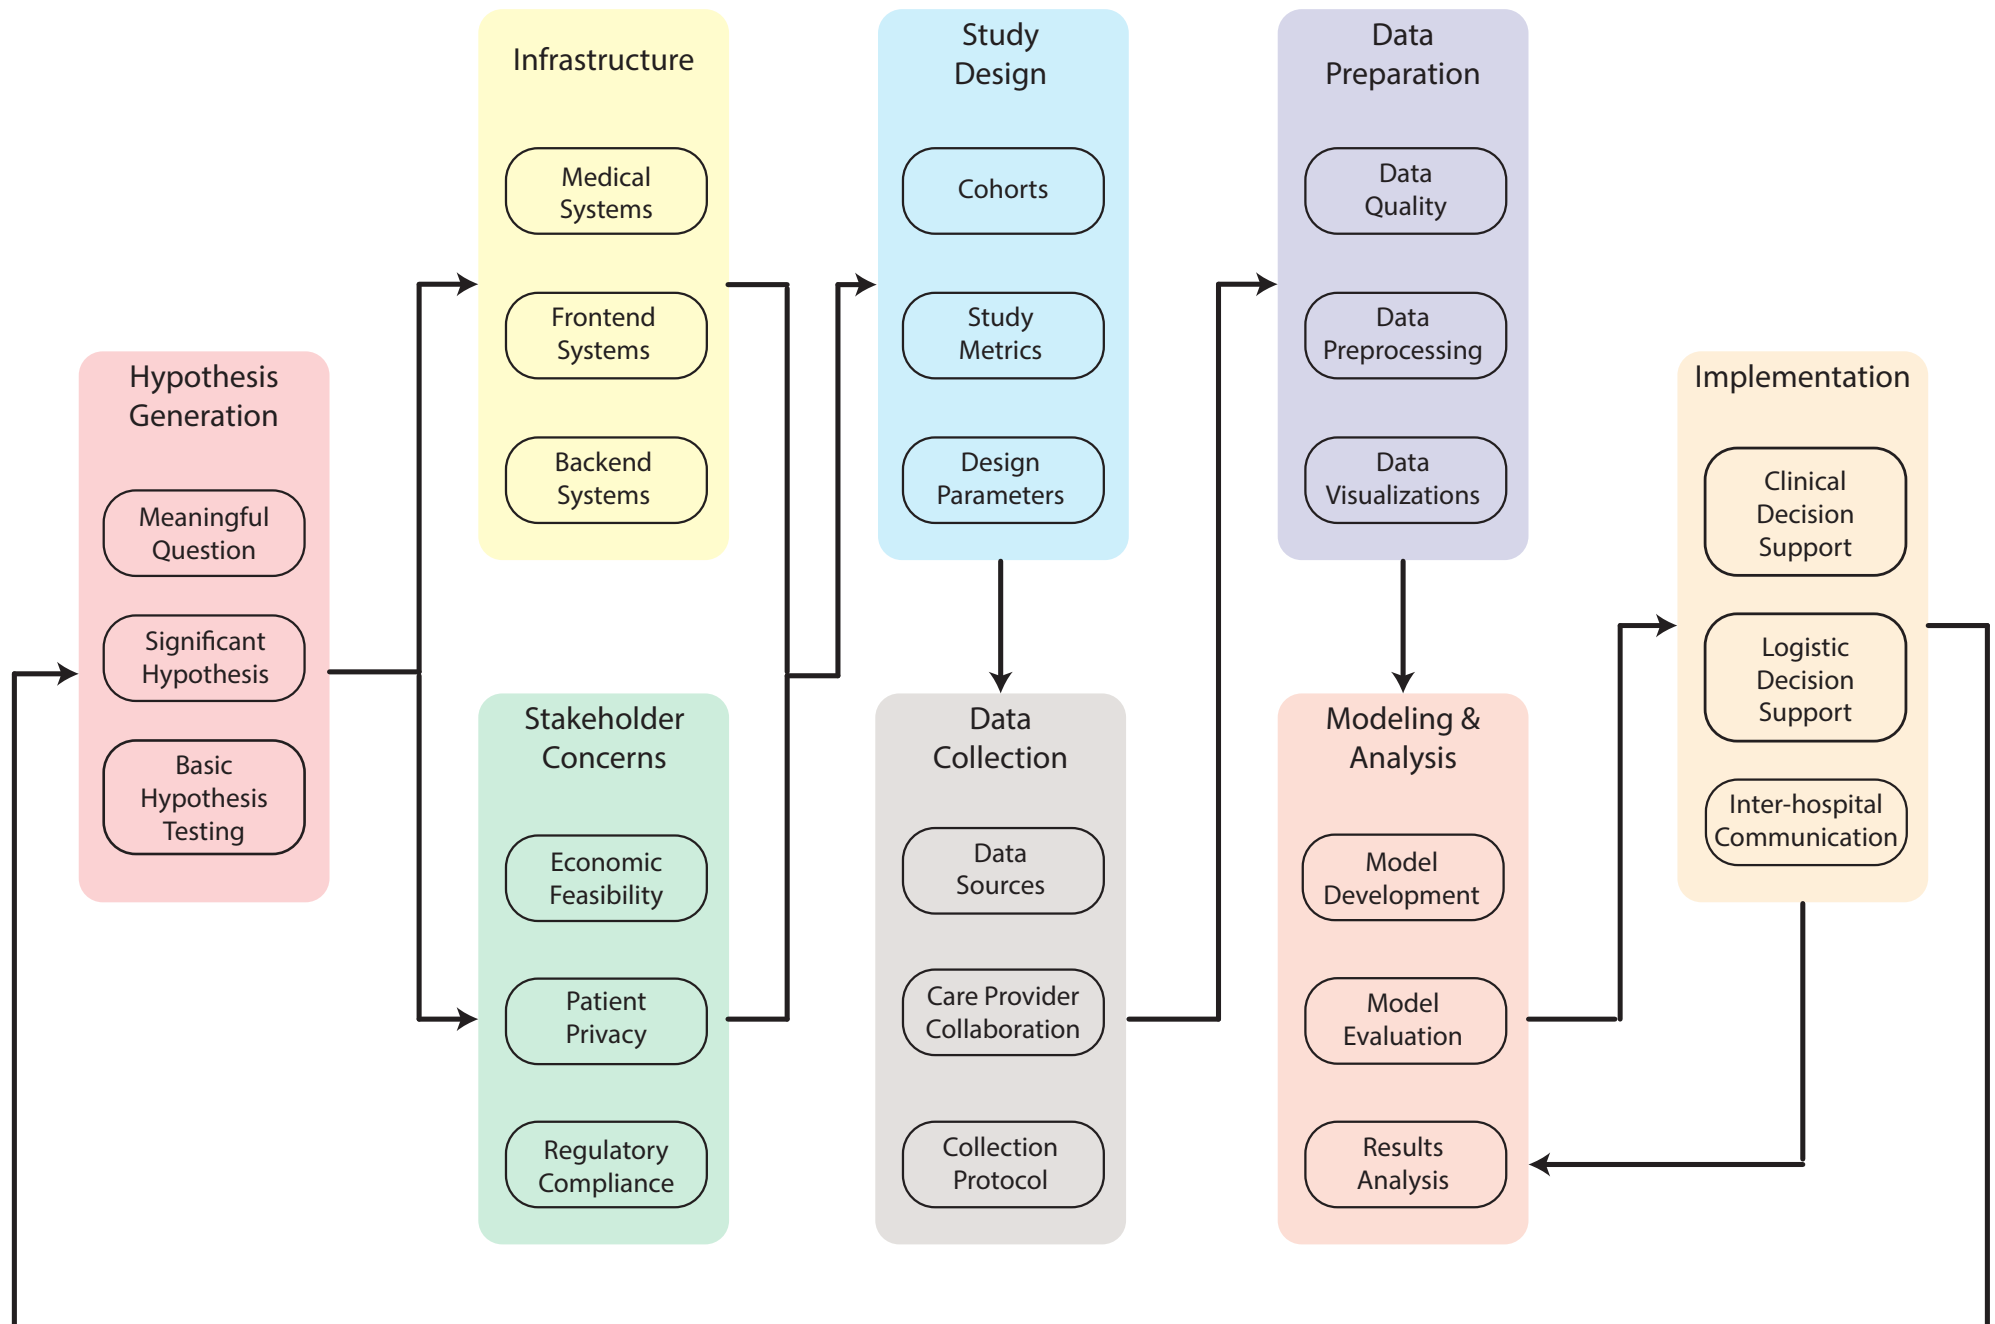 Hypothesis
Generation
Meaningful
Question
Significant
Hypothesis
Basic
Hypothesis
Testing
Infrastructure
Medical
Systems
Frontend
Systems
Backend
Systems
Stakeholder
Concerns
Economic
Feasibility
Patient
Privacy
Regulatory
Compliance
Study
Design
Cohorts
Study
Metrics
Design
Parameters
Data
Collection
Data
Sources
Care Provider
Collaboration
Collection
Protocol
Data
Preparation
Data
Quality
Data
Preprocessing
Data
Visualizations
Modeling &
Analysis
Model
Development
Model
Evaluation
Results
Analysis
Implementation
Clinical
Decision
Support
Logistic
Decision
Support
Inter-hospital
Communication